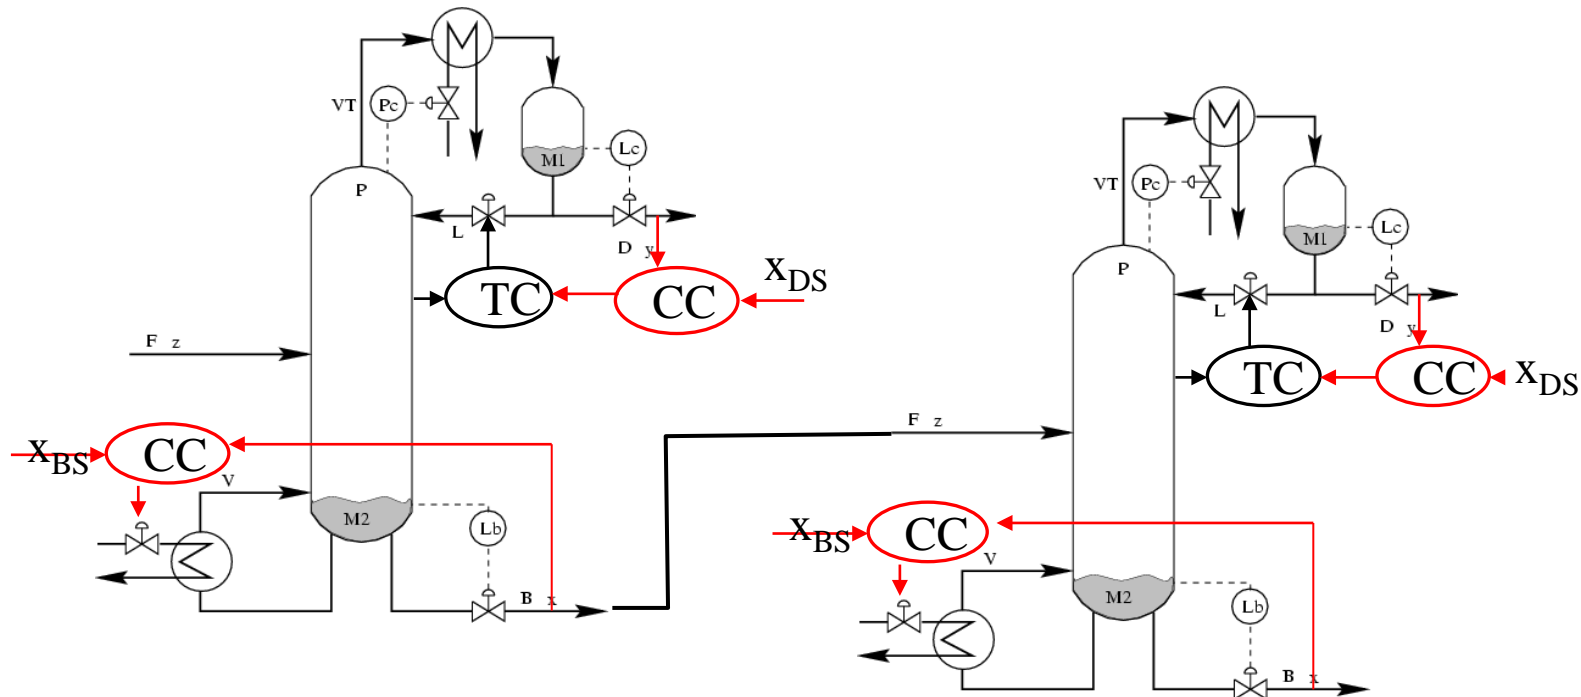 VT
Pc
M1
Lc
P
L
D y
TC
CC
xDS
F z
xBS
CC
V
M2
Lb
B x
VT
Pc
M1
Lc
P
L
D y
TC
CC
xDS
F z
xBS
CC
V
M2
Lb
B x